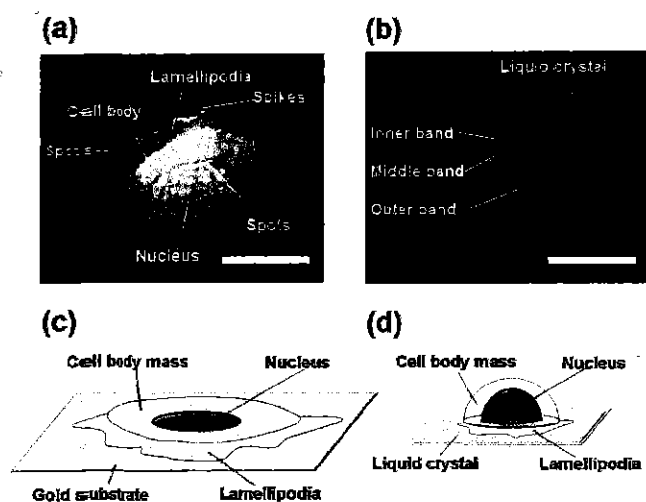 (a)
(b)
Lamellipodia
Spikes
Cell body
Spots
Spots
Nucleus
Liquid crystal
Inner band
Middle band
Outer band
(c)
(d)
Cell body mass
Nucleus
Gold substrate
Lamellipodia
Cell body mass
Nucleus
Liquid crystal
Lamellipodia